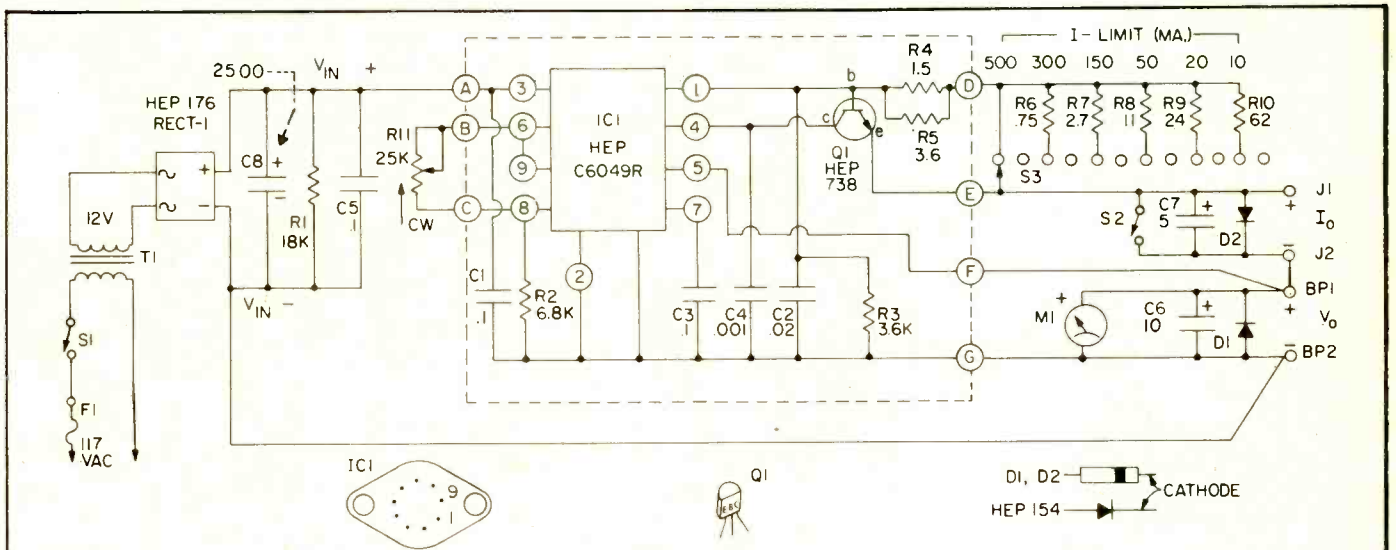 I-LIMIT (MA.)
500 300 150 50 20 10
2500
VIN +
HEP 176
RECT-1
C8 +
R1
18K
C5
.1
VIN -
12V
T1
S1
F1
117
VAC
A
B
C
R11
25K
CW
3
6
9
8
2
IC1
HEP
C6049R
1
4
5
7
C1
.1
R2
6.8K
C3
.1
C4
.001
C2
.02
R3
3.6K
b
c
e
Q1
HEP
738
R4
1.5
R5
3.6
D
E
F
G
R6
.75
R7
2.7
R8
11
R9
24
R10
62
S3
S2
C7 +
5
D2
J1
+
Io
-
J2
BP1
+
Vo
-
BP2
M1
+
C6 +
10
D1
IC1
9
1
Q1
EBC
D1, D2
CATHODE
HEP 154